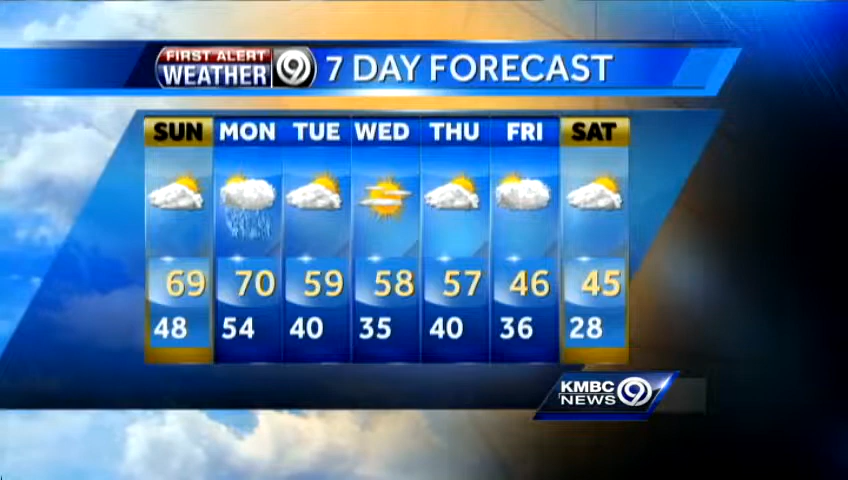 FIRST ALERT
WEATHER 9 7 DAY FORECAST
SUN MON TUE WED THU FRI SAT
69 70 59 58 57 46 45
48 54 40 35 40 36 28
KMBC
NEWS 9